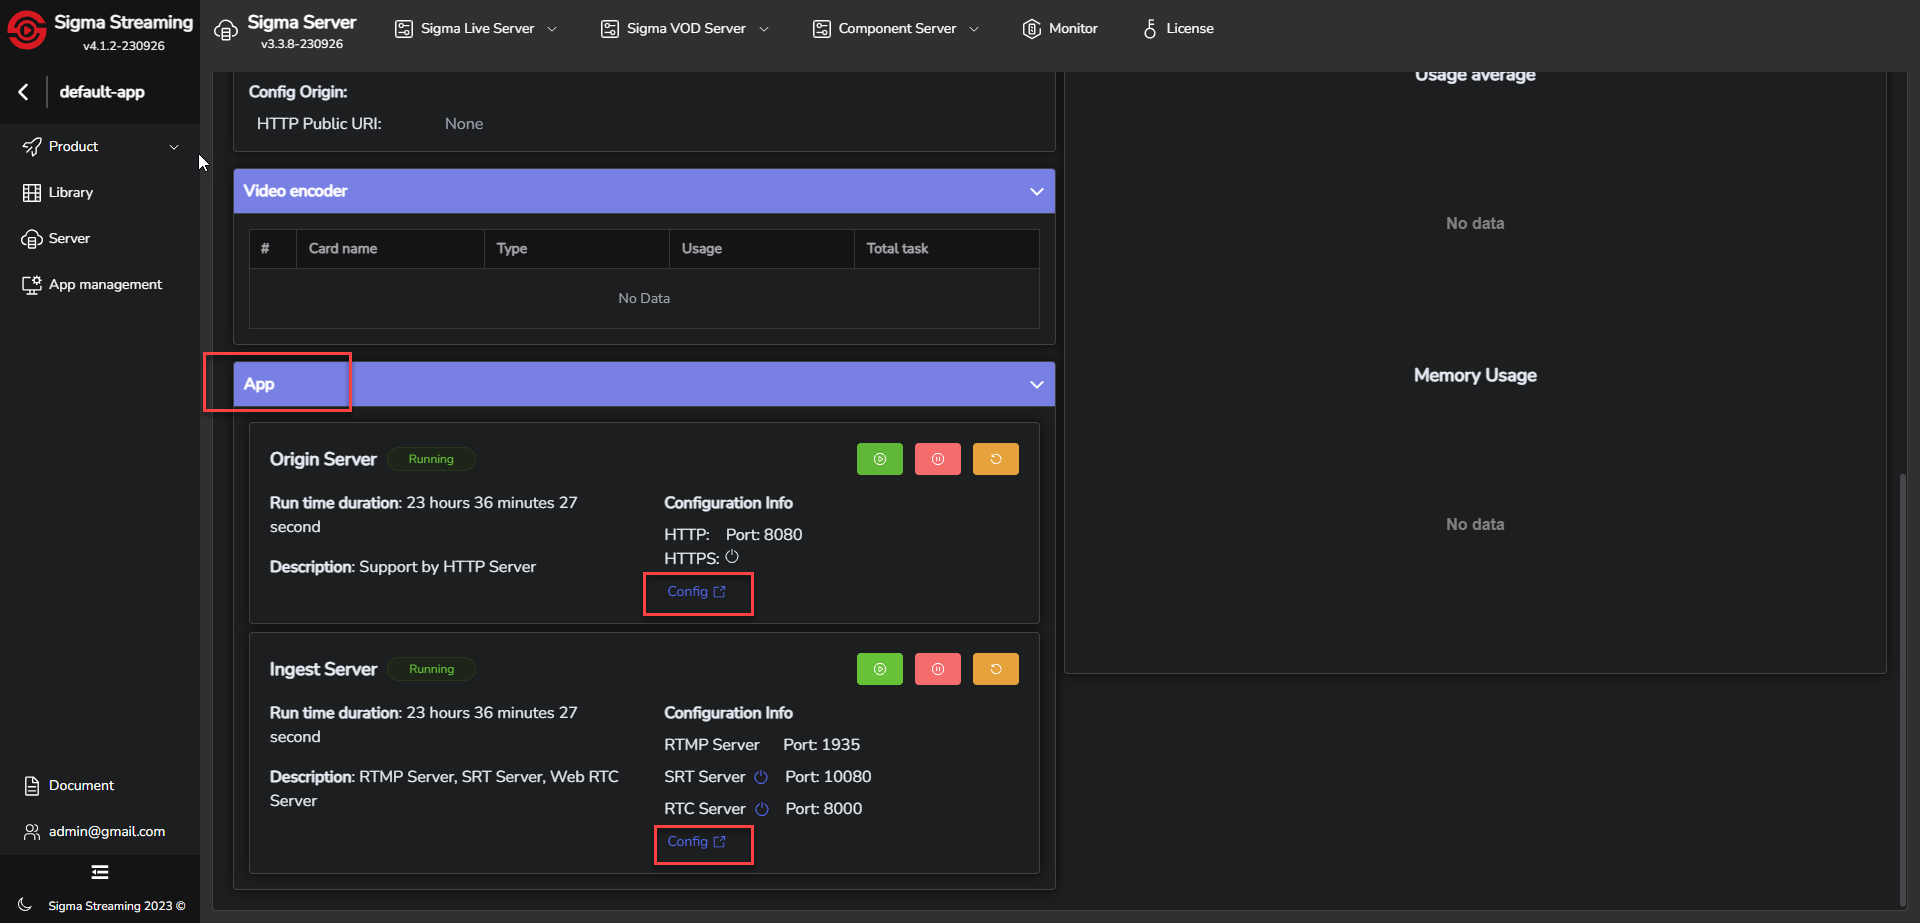 Sigma Streaming
v4.1.2-230926
Sigma Server
v3.3.8-230926
Sigma Live Server
Sigma VOD Server
Component Server
Monitor
License
default-app
Product
Library
Server
App management
Document
admin@gmail.com
Sigma Streaming 2023 ©
Config Origin:
HTTP Public URI: None
Video encoder
# Card name Type Usage Total task
No Data
App
Origin Server Running
Run time duration: 23 hours 36 minutes 27
second
Description: Support by HTTP Server
Configuration Info
HTTP: Port: 8080
HTTPS:
Config
Ingest Server Running
Run time duration: 23 hours 36 minutes 27
second
Description: RTMP Server, SRT Server, Web RTC
Server
Configuration Info
RTMP Server Port: 1935
SRT Server Port: 10080
RTC Server Port: 8000
Config
Usage average
No data
Memory Usage
No data